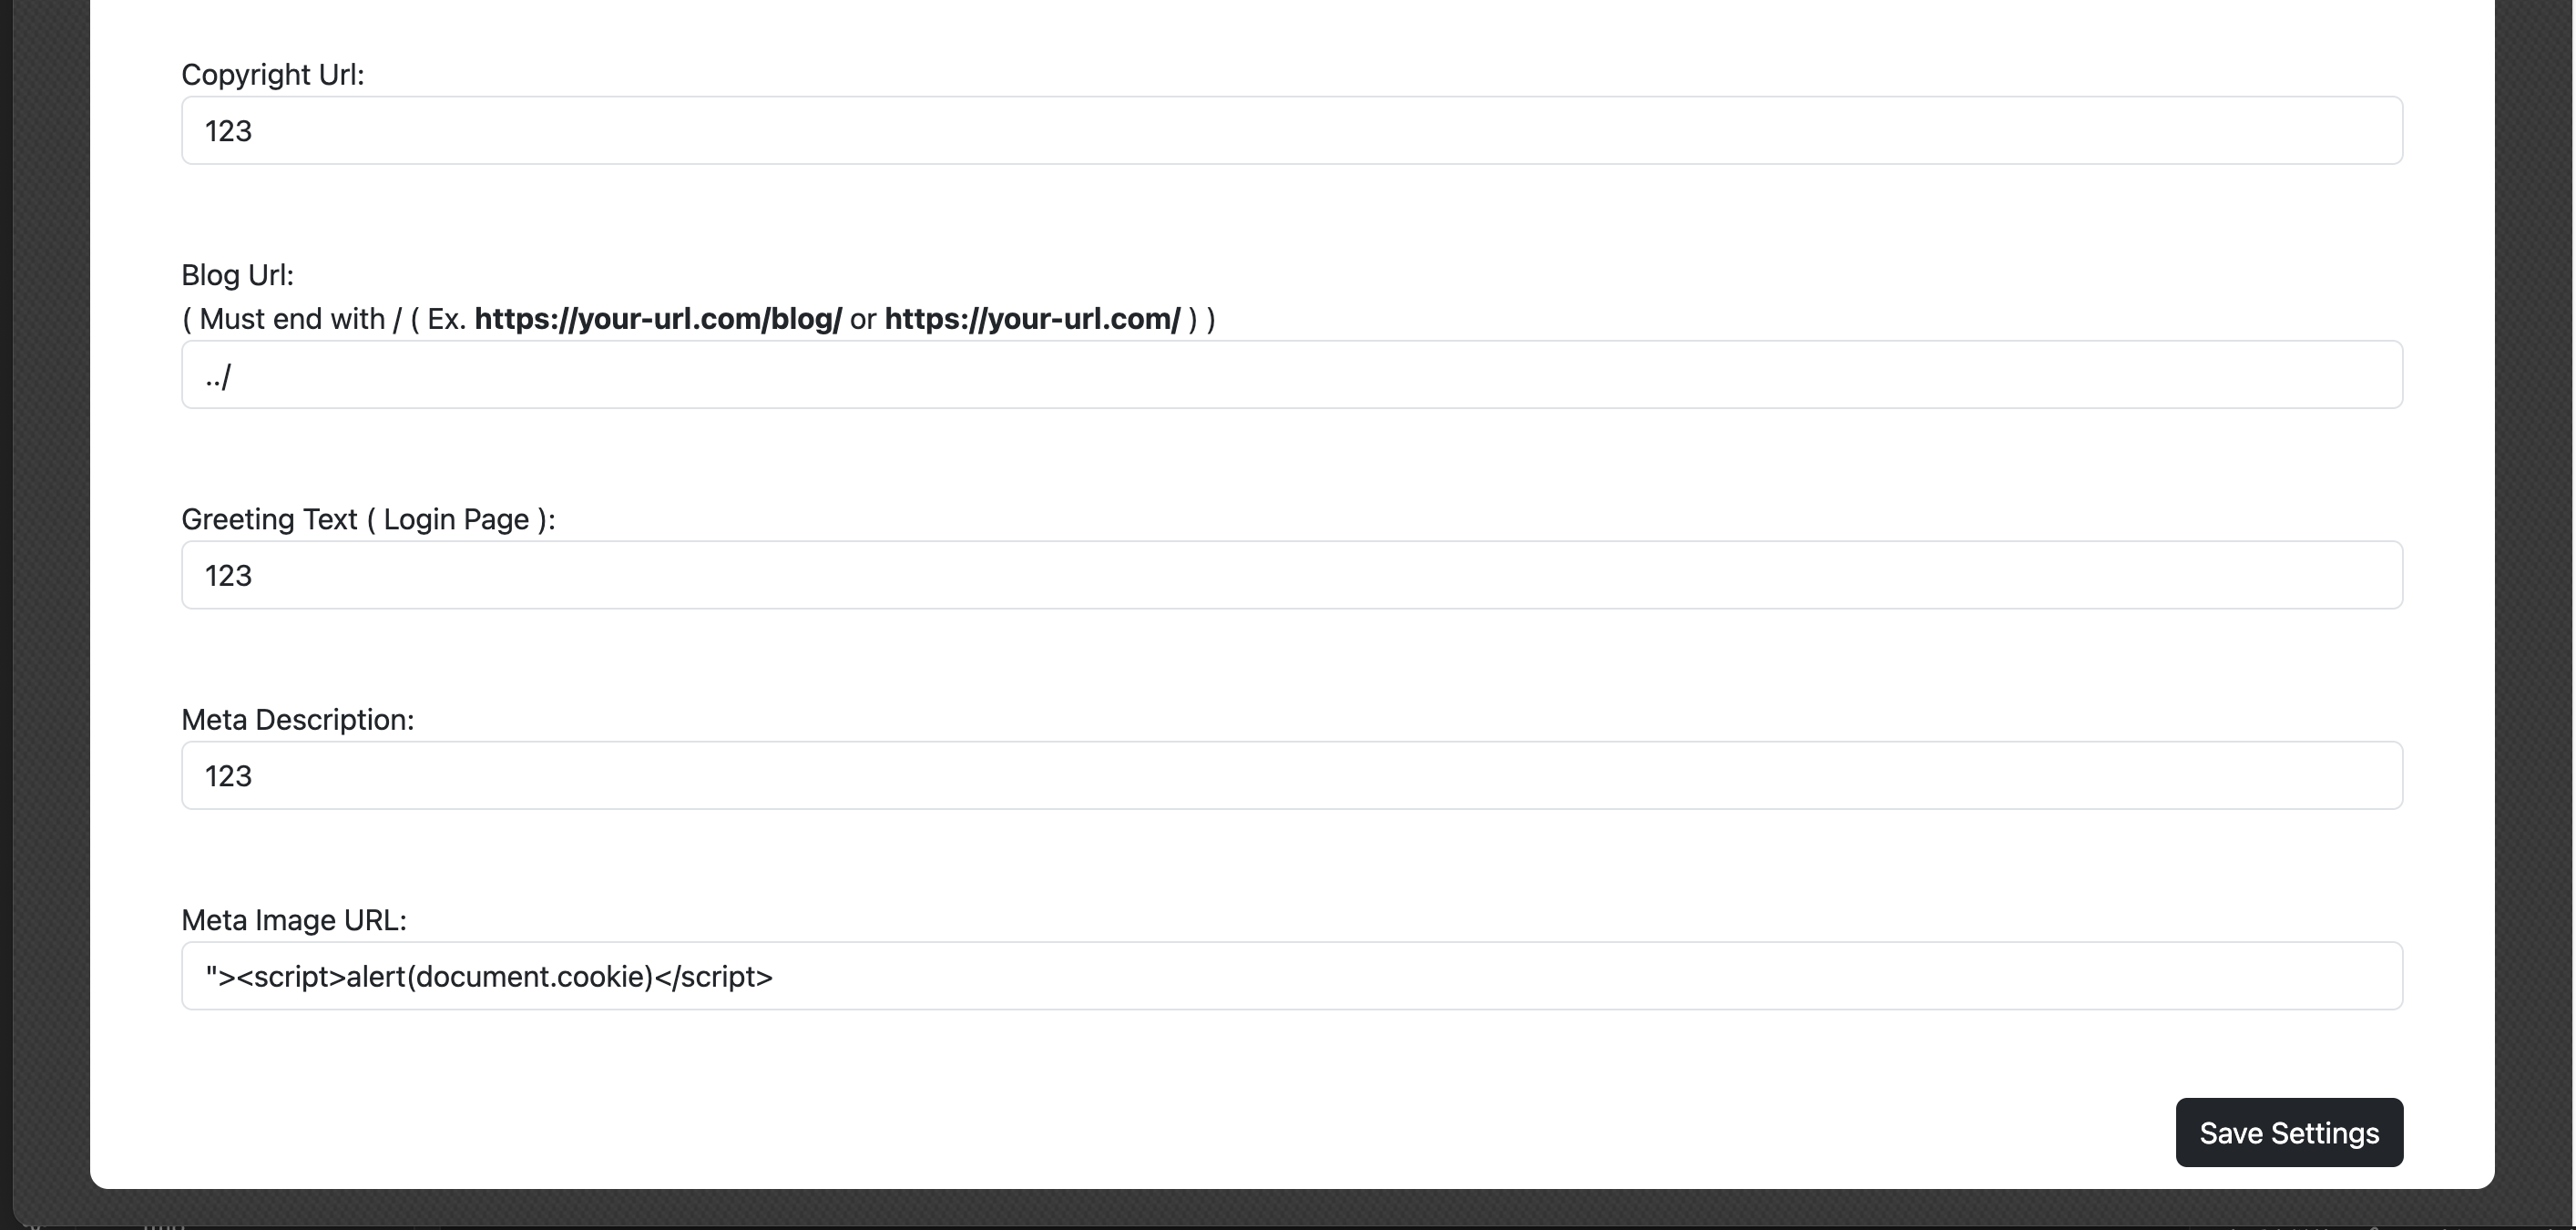 Copyright Url:
123
Blog Url:
( Must end with / ( Ex. https://your-url.com/blog/ or https://your-url.com/ ) )
../
Greeting Text ( Login Page ):
123
Meta Description:
123
Meta Image URL:
"><script>alert(document.cookie)</script>
Save Settings